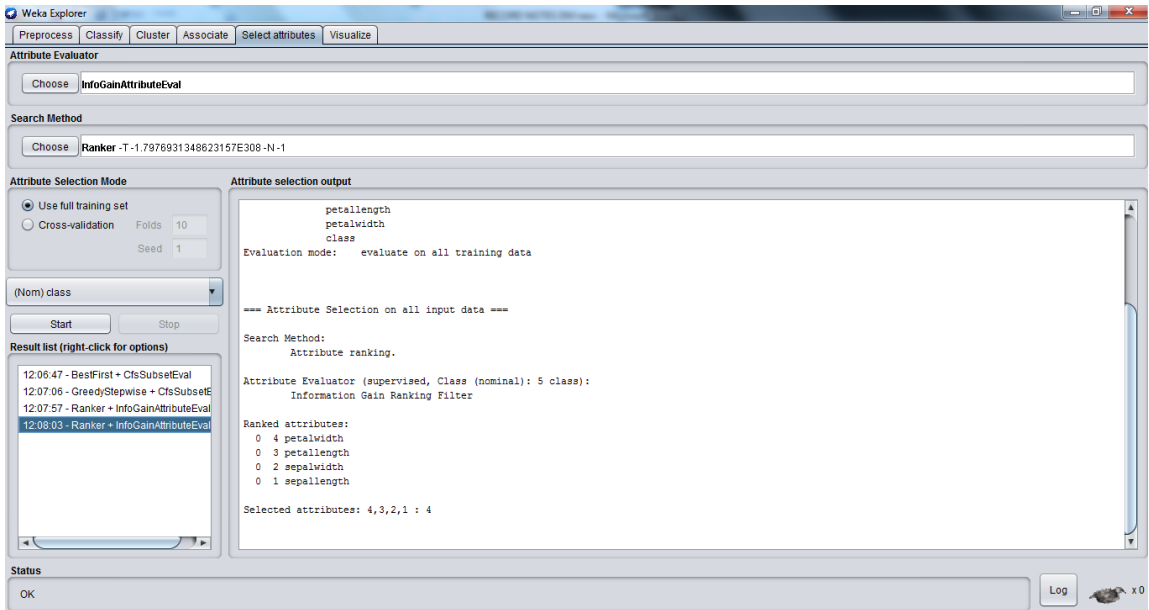 Weka Explorer
Preprocess Classify Cluster Associate Select attributes Visualize
Attribute Evaluator
Choose InfoGainAttributeEval
Search Method
Choose Ranker -T -1.7976931348623157E308 -N -1
Attribute Selection Mode
Use full training set
Cross-validation Folds 10
Seed 1
(Nom) class
Start Stop
Result list (right-click for options)
12:06:47 - BestFirst + CfsSubsetEval
12:07:06 - GreedyStepwise + CfsSubsetE
12:07:57 - Ranker + InfoGainAttributeEval
12:08:03 - Ranker + InfoGainAttributeEval
Attribute selection output
petallength
petalwidth
class
Evaluation mode: evaluate on all training data
=== Attribute Selection on all input data ===
Search Method:
Attribute ranking.
Attribute Evaluator (supervised, Class (nominal): 5 class):
Information Gain Ranking Filter
Ranked attributes:
0 4 petalwidth
0 3 petallength
0 2 sepalwidth
0 1 sepallength
Selected attributes: 4,3,2,1 : 4
Status
OK
Log
x 0